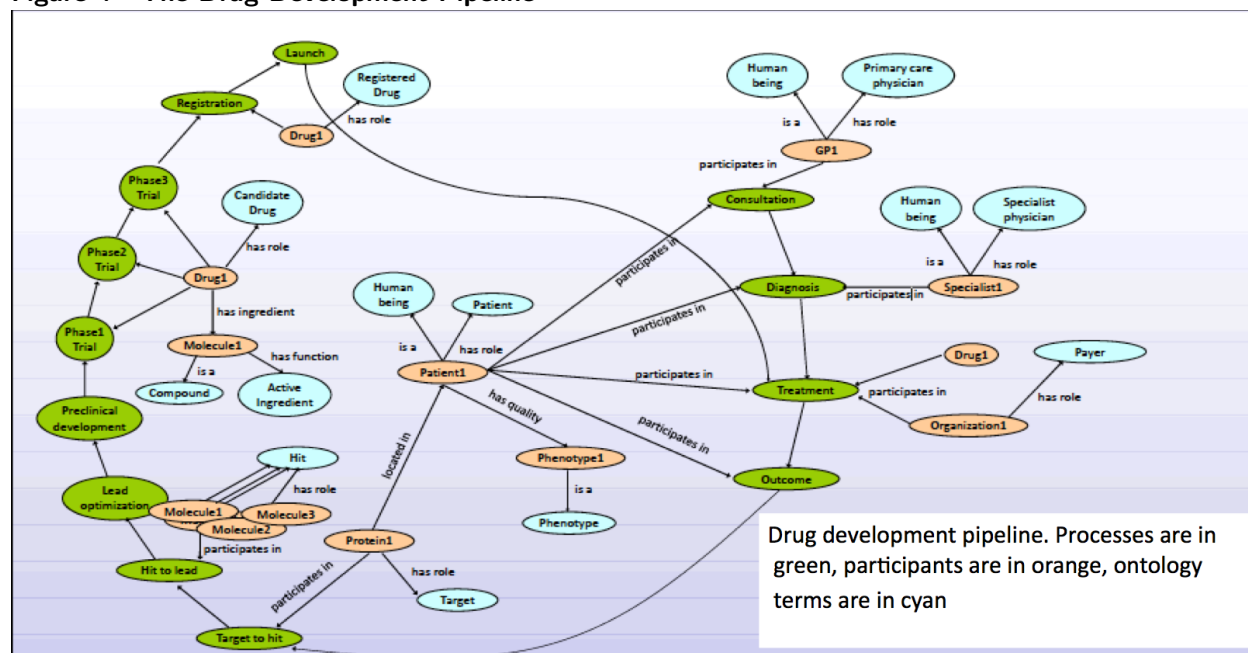 Figure 4 The Drug Development Pipeline
Launch
Registered
Drug
Registration
has role
Drug1
Human
being
Primary care
physician
is a
has role
GP1
participates in
Phase3
Trial
Candidate
Drug
Consultation
Human
being
Specialist
physician
Phase2
Trial
has role
Drug1
participates in
is a
has role
Diagnosis
participates in
Specialist1
Human
being
Patient
has ingredient
participates in
Phase1
Trial
Molecule1
is a
has role
has function
Patient1
is a
Compound
Active
Ingredient
participates in
Drug1
Payer
Treatment
participates in
has role
Organization1
Preclinical
development
has quality
participates in
located in
Hit
Phenotype1
Lead
optimization
has role
is a
Outcome
Molecule1
Molecule3
Molecule2
Phenotype
participates in
Protein1
Hit to lead
participates in
has role
Target
Target to hit
Drug development pipeline. Processes are in
green, participants are in orange, ontology
terms are in cyan